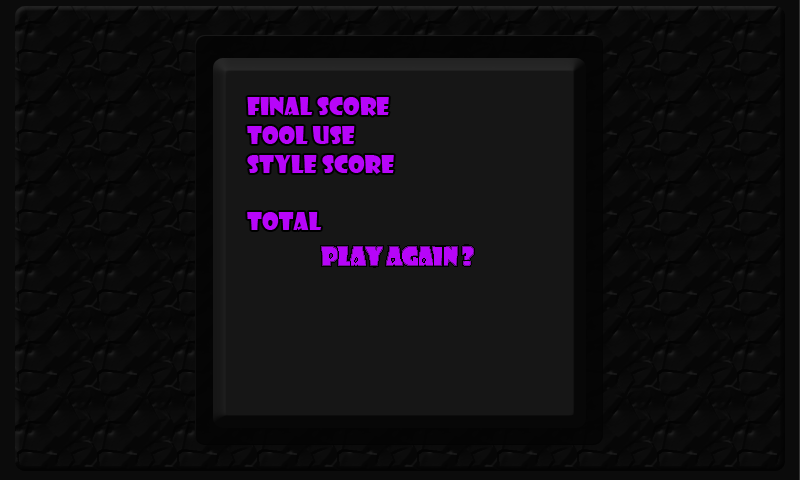 FINAL SCORE
TOOL USE
STYLE SCORE
TOTAL
PLAY AGAIN ?